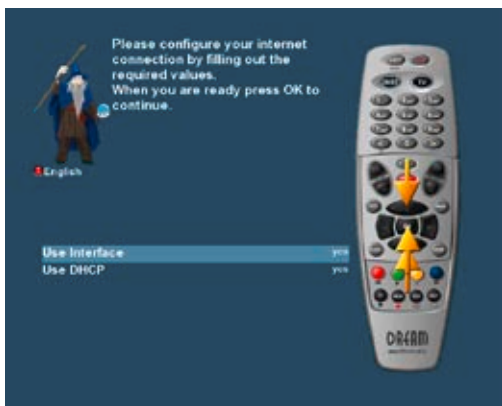 Please configure your internet
connection by filling out the
required values.
When you are ready press OK to
continue.
English
Use Interface yes
Use DHCP yes
TV
DREAM